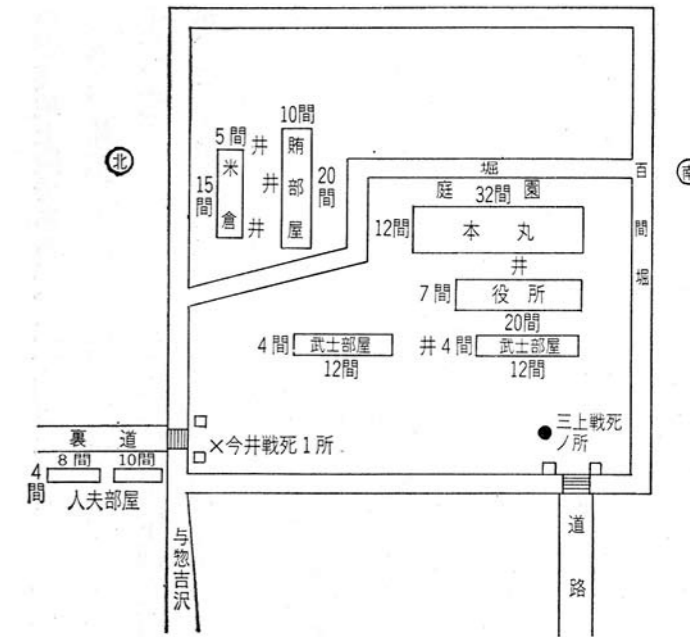 北
南
10間
5間
井
賄部屋
米倉
井
15間
井
20間
堀
百間堀
庭園
32間
12間
本丸
井
7間
役所
20間
4間
武士部屋
12間
井
4間
武士部屋
12間
三上戦死
ノ所
×今井戦死1所
裏道
8間
10間
4間
人夫部屋
与惣吉沢
道路